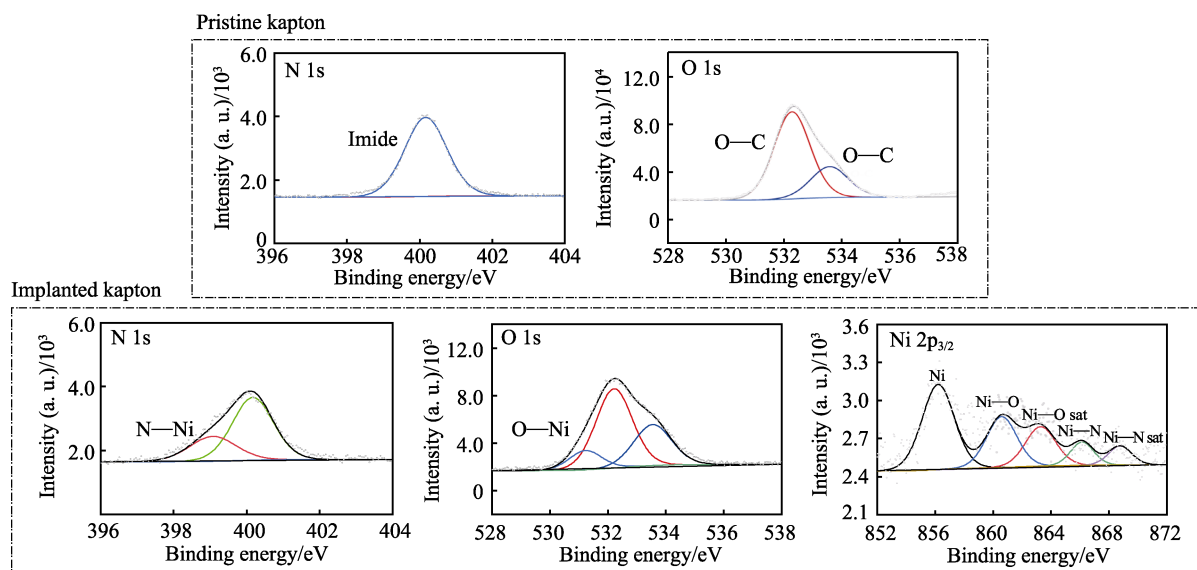 Pristine kapton
N 1s
Imide
Intensity (a. u.)/10³
6.0
4.0
2.0
0
396 398 400 402 404
Binding energy/eV
O 1s
O—C
O—C
Intensity (a.u.)/10⁴
12.0
8.0
4.0
0
528 530 532 534 536 538
Binding energy/eV
Implanted kapton
N 1s
N—Ni
Intensity (a. u.)/10³
6.0
4.0
2.0
396 398 400 402 404
Binding energy/eV
O 1s
O—Ni
Intensity (a. u.)/10³
12.0
8.0
4.0
0
528 530 532 534 536 538
Binding energy/eV
Ni 2p₃/₂
Ni
Ni—O
Ni—O sat
Ni—N
Ni—N sat
Intensity (a. u.)/10³
3.6
3.3
3.0
2.7
2.4
2.1
852 856 860 864 868 872
Binding energy/eV